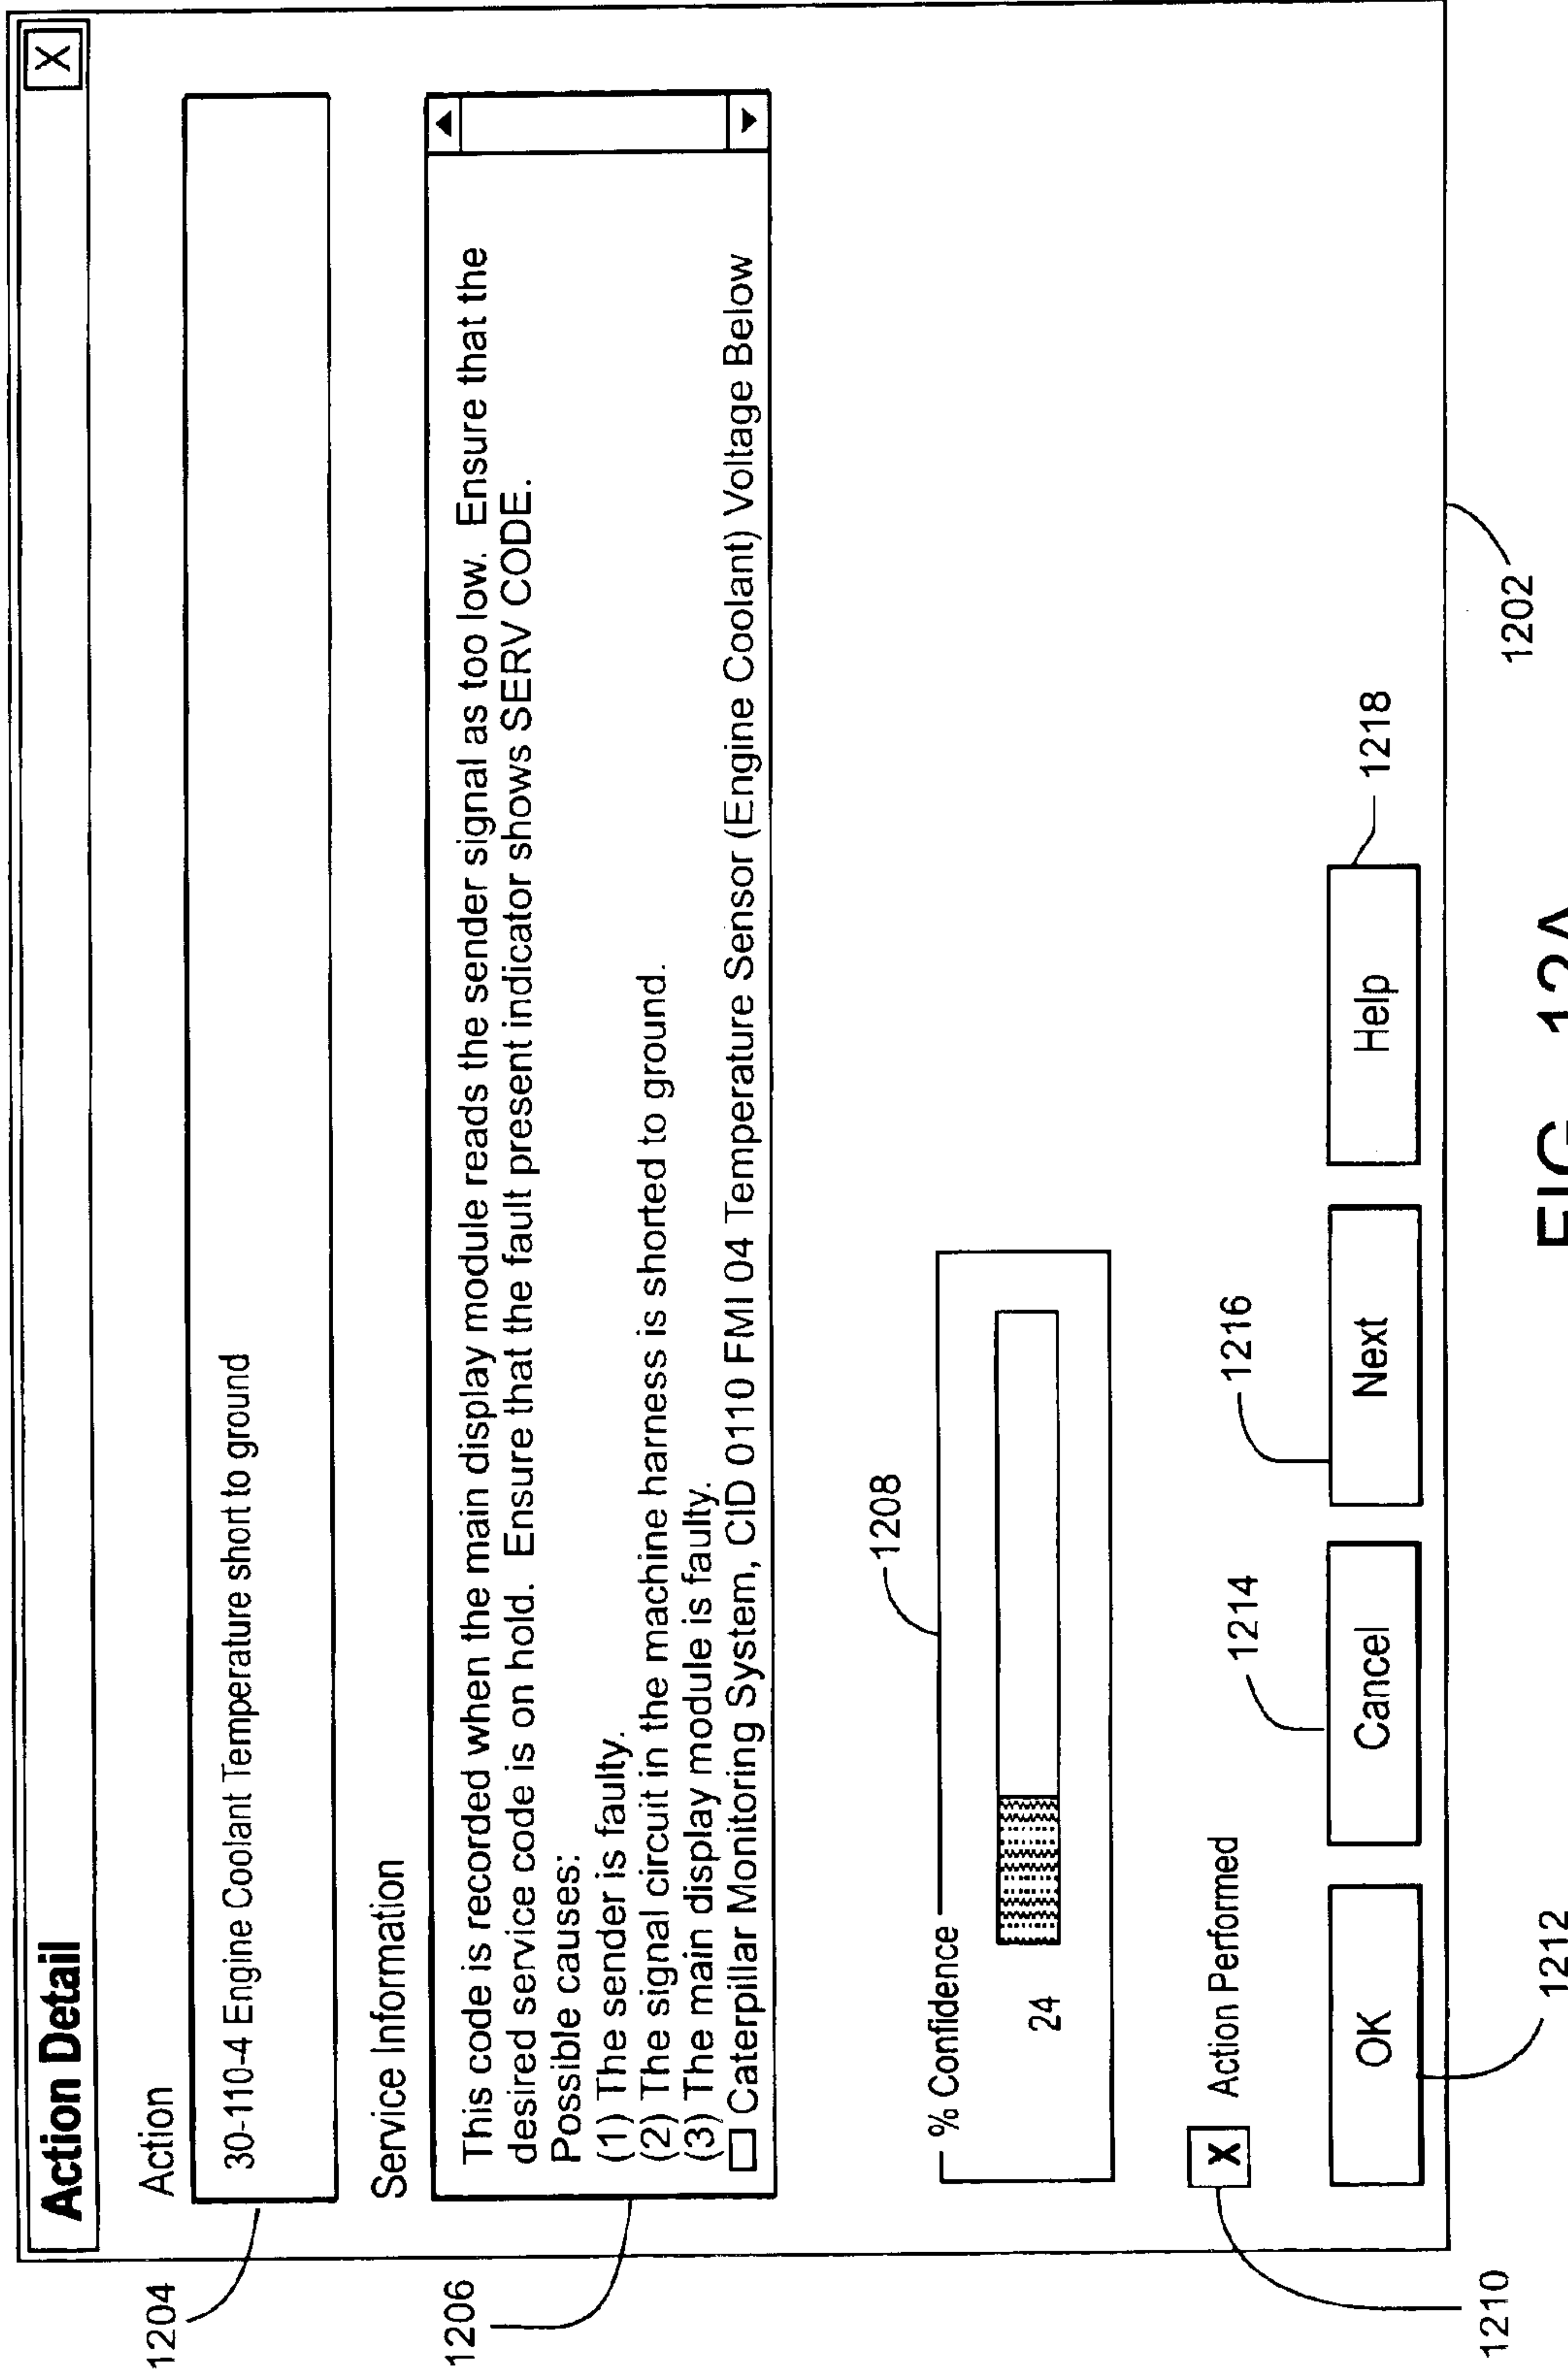 Action Detail
X
Action
1204
30-110-4 Engine Coolant Temperature short to ground
Service Information
1206
This code is recorded when the main display module reads the sender signal as too low. Ensure that the
desired service code is on hold. Ensure that the fault present indicator shows SERV CODE.
Possible causes:
(1) The sender is faulty.
(2) The signal circuit in the machine harness is shorted to ground.
(3) The main display module is faulty.
Caterpillar Monitoring System, CID 0110 FMI 04 Temperature Sensor (Engine Coolant) Voltage Below
1208
% Confidence
24
X Action Performed
1210
1214
1216
1218
OK Cancel Next Help
1212
1202
FIG. 12A